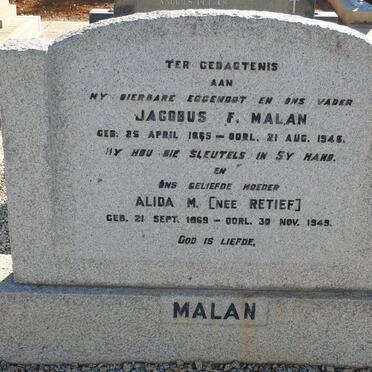 TER GEDAGTENIS
AAN
MY DIERBARE EGGENOOT EN ONS VADER
JACOBUS F. MALAN
GEB. 25 APRIL 1865 — OORL. 21 AUG. 1946.
HY HOU DIE SLEUTELS IN SY HAND.
EN
ONS GELIEFDE MOEDER
ALIDA M. [NEE RETIEF]
GEB. 21 SEPT. 1869 — OORL. 30 NOV. 1949.
GOD IS LIEFDE.
MALAN